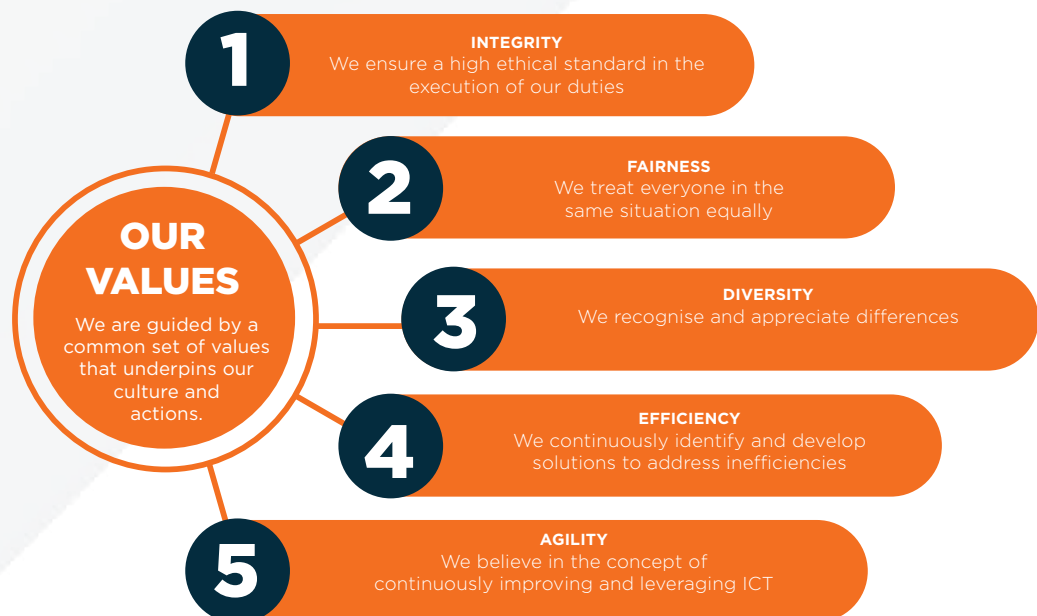 1
INTEGRITY
We ensure a high ethical standard in the
execution of our duties
2
FAIRNESS
We treat everyone in the
same situation equally
OUR
VALUES
We are guided by a
common set of values
that underpins our
culture and
actions.
3
DIVERSITY
We recognise and appreciate differences
4
EFFICIENCY
We continuously identify and develop
solutions to address inefficiencies
5
AGILITY
We believe in the concept of
continuously improving and leveraging ICT